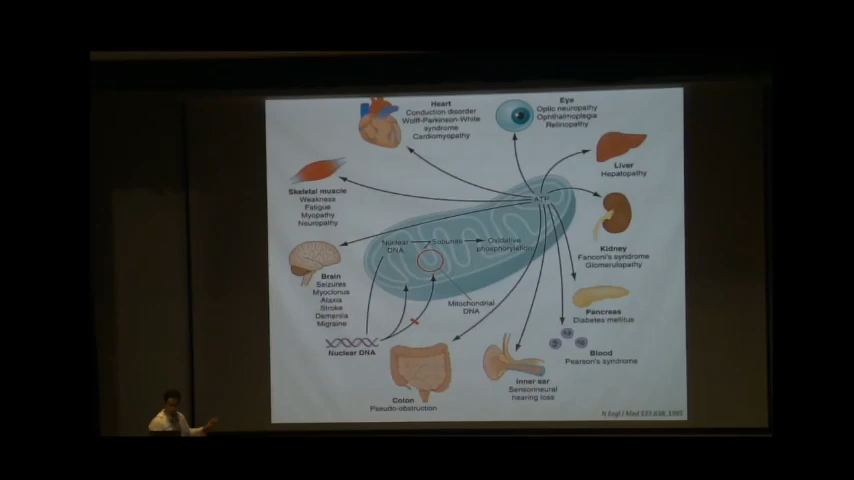 Heart
Conduction disorder
Wolff-Parkinson-White
syndrome
Cardiomyopathy
Eye
Optic neuropathy
Ophthalmoplegia
Retinopathy
Liver
Hepatopathy
Skeletal muscle
Weakness
Fatigue
Myopathy
Neuropathy
ATP
Kidney
Fanconi's syndrome
Glomerulopathy
Nuclear
DNA
Subunits
Oxidative
phosphorylation
Brain
Seizures
Myoclonus
Ataxia
Stroke
Dementia
Migraine
Mitochondrial
DNA
Pancreas
Diabetes mellitus
Nuclear DNA
Blood
Pearson's syndrome
Inner ear
Sensorineural
hearing loss
Colon
Pseudo-obstruction
N Engl J Med 333:638, 1995